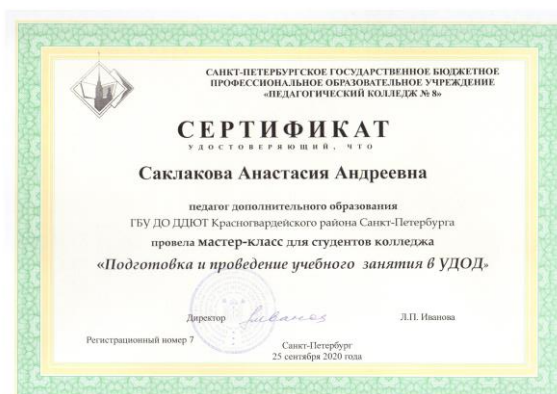 САНКТ-ПЕТЕРБУРГСКОЕ ГОСУДАРСТВЕННОЕ БЮДЖЕТНОЕ
ПРОФЕССИОНАЛЬНОЕ ОБРАЗОВАТЕЛЬНОЕ УЧРЕЖДЕНИЕ
«ПЕДАГОГИЧЕСКИЙ КОЛЛЕДЖ № 8»
СЕРТИФИКАТ
УДОСТОВЕРЯЮЩИЙ, ЧТО
Саклакова Анастасия Андреевна
педагог дополнительного образования
ГБУ ДО ДДЮТ Красногвардейского района Санкт-Петербурга
провела мастер-класс для студентов колледжа
«Подготовка и проведение учебного занятия в УДОД»
Директор Иванова Л.П. Иванова
Регистрационный номер 7
Санкт-Петербург
25 сентября 2020 года